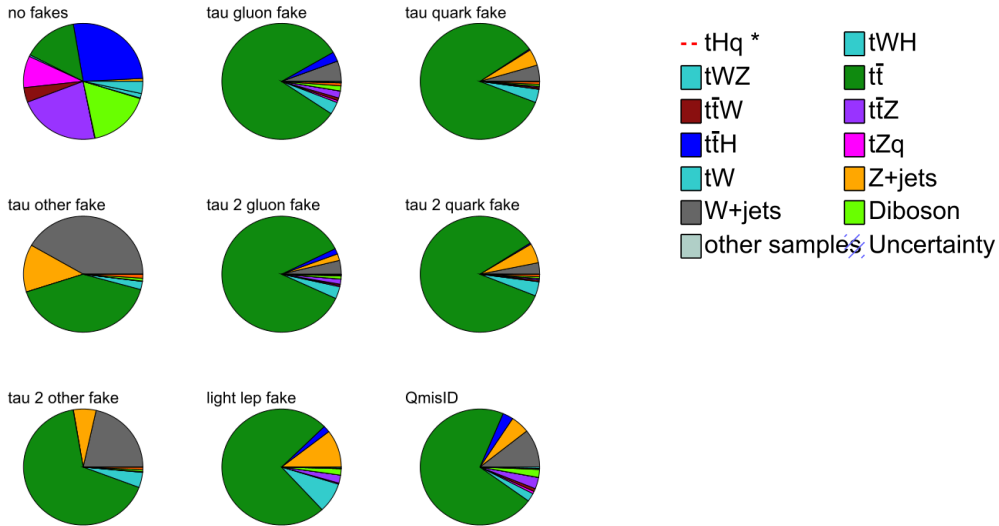 no fakes
tau gluon fake
tau quark fake
tau other fake
tau 2 gluon fake
tau 2 quark fake
tau 2 other fake
light lep fake
QmisID
tHq * tWH
tWZ tt̄
tt̄W tt̄Z
tt̄H tZq
tW Z+jets
W+jets Diboson
other samples Uncertainty